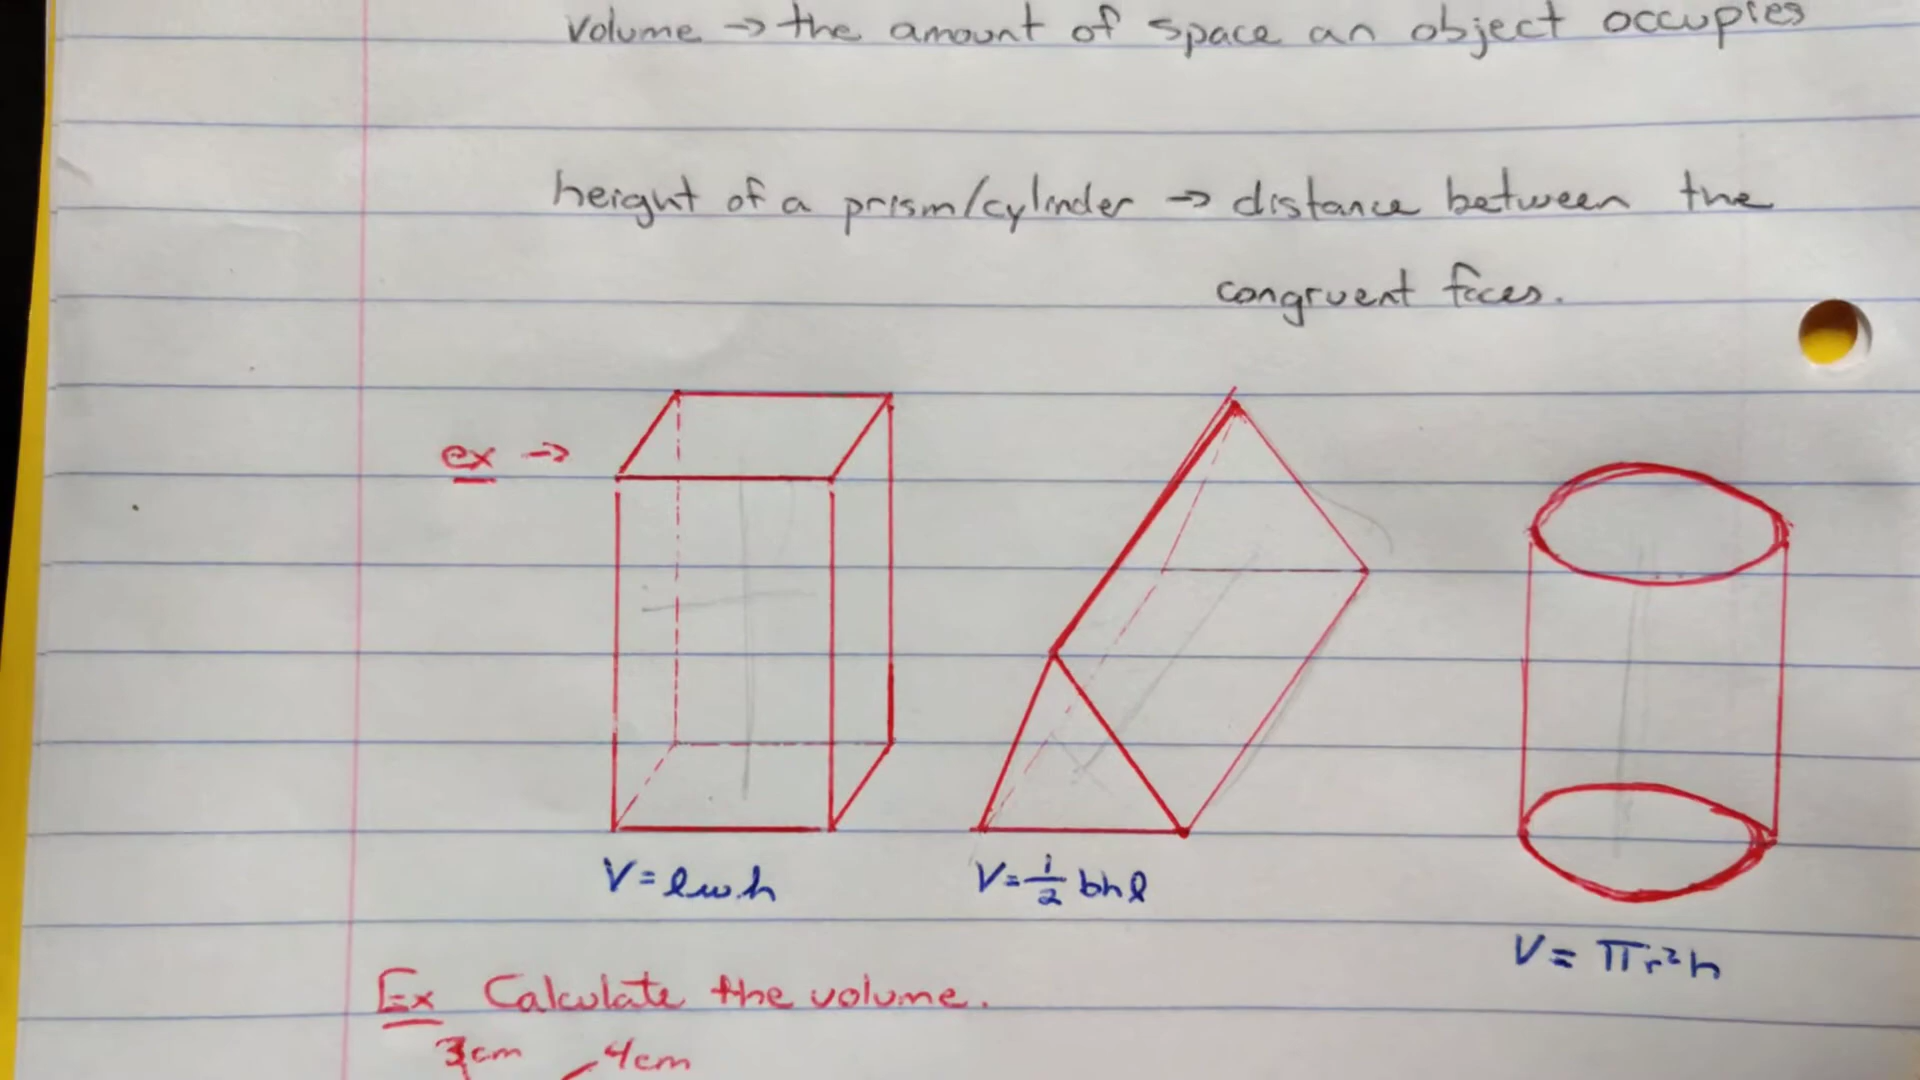 volume → the amount of space an object occupies
height of a prism/cylinder → distance between the
congruent faces.
ex →
V = lwh
V = 1/2 bhl
V = πr²h
Ex Calculate the volume.
3cm 4cm